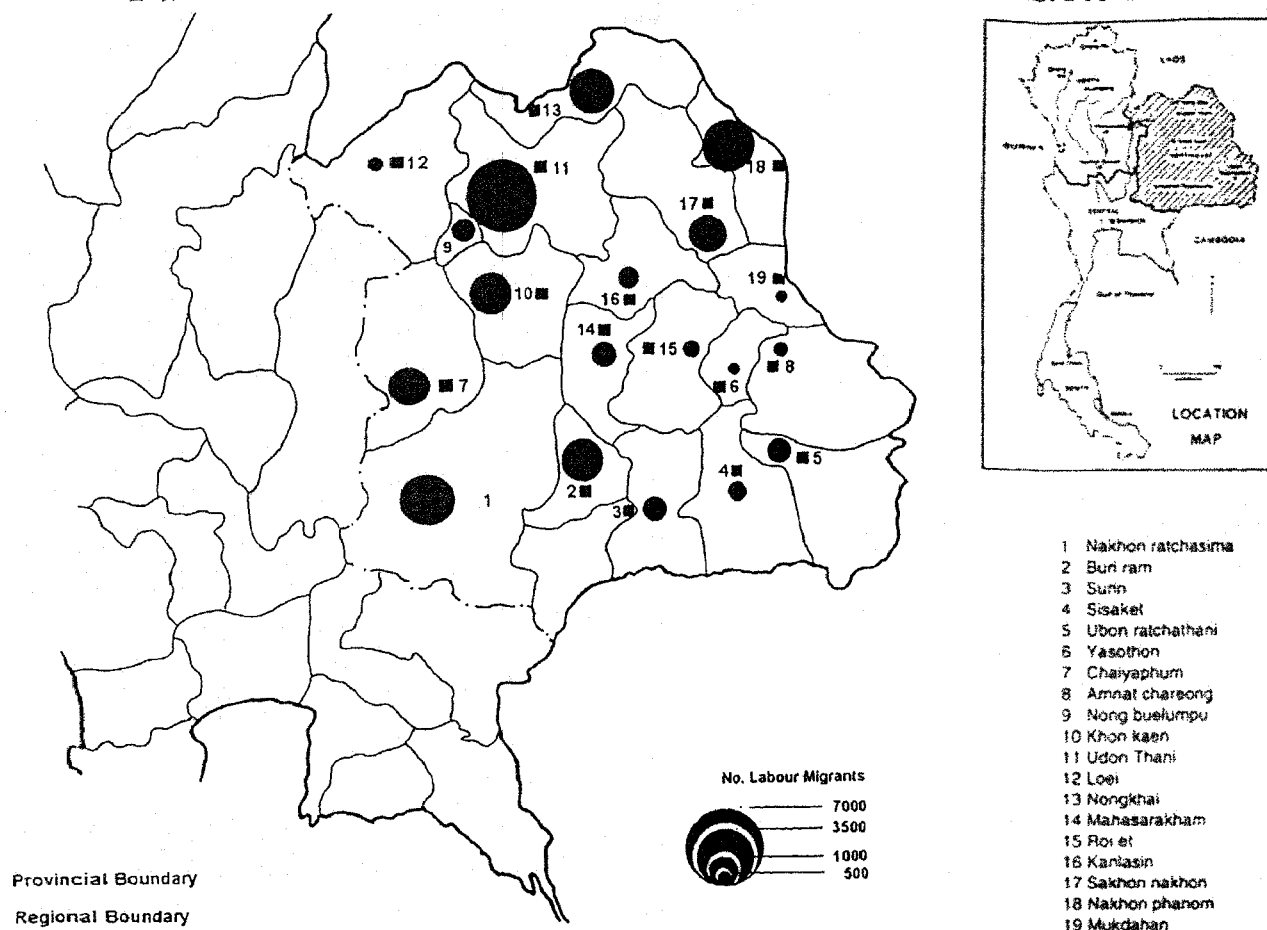 13
12
11
18
17
9
10
19
16
14
15
8
6
7
5
4
2
1
3
LAOS
CAMBODIA
Gulf of Thailand
LOCATION
MAP
1 Nakhon ratchasima
2 Buri ram
3 Surin
4 Sisaket
5 Ubon ratchathani
6 Yasothon
7 Chaiyaphum
8 Amnat chareong
9 Nong buelumpu
10 Khon kaen
11 Udon Thani
12 Loei
13 Nongkhai
14 Mahasarakham
15 Roi et
16 Kanlasin
17 Sakhon nakhon
18 Nakhon phanom
19 Mukdahan
No. Labour Migrants
7000
3500
1000
500
Provincial Boundary
Regional Boundary